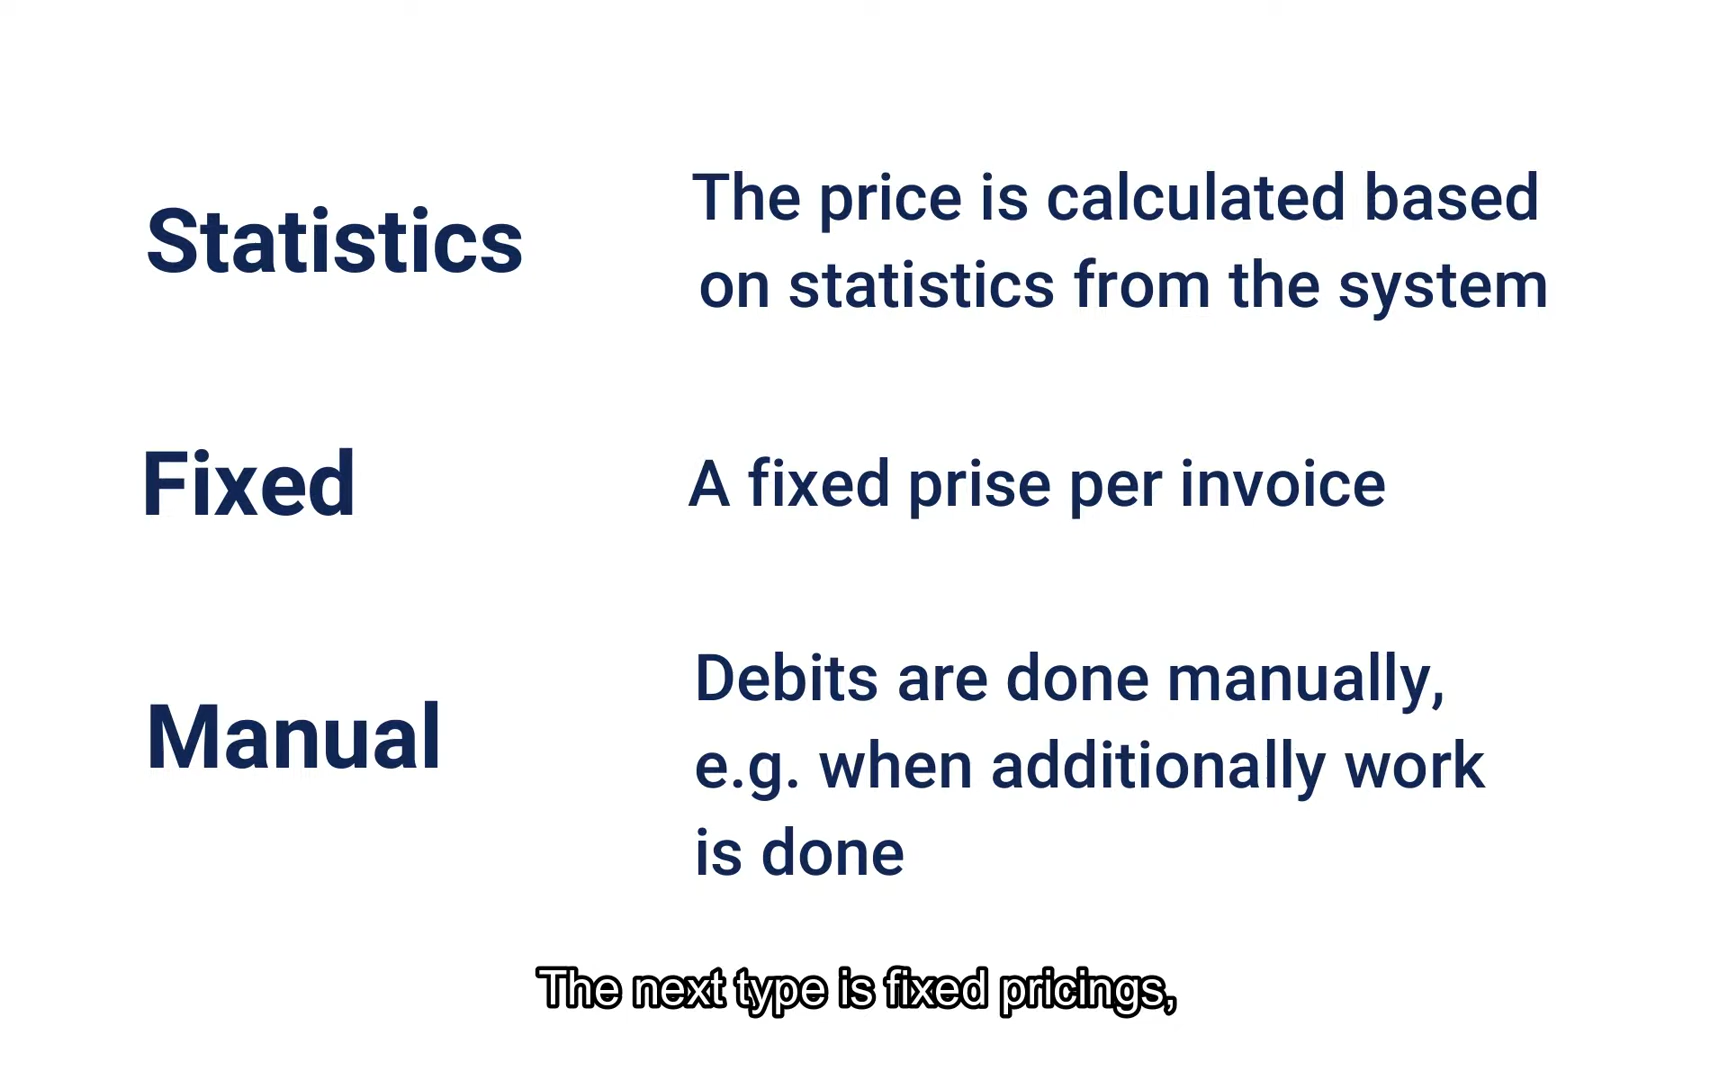 Statistics
The price is calculated based
on statistics from the system
Fixed
A fixed prise per invoice
Manual
Debits are done manually,
e.g. when additionally work
is done
The next type is fixed pricings,